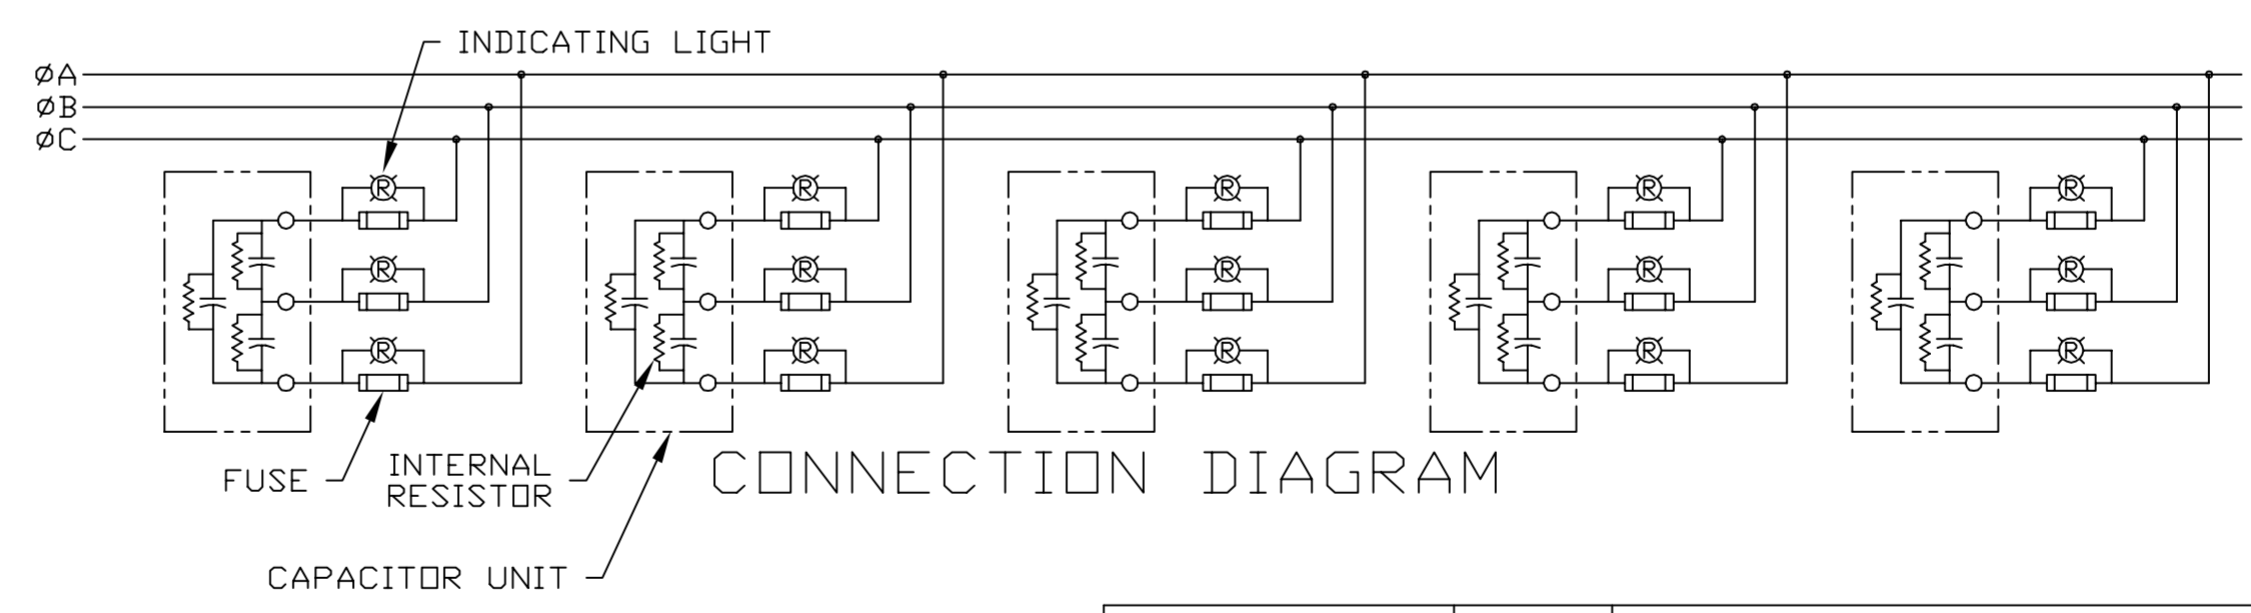 INDICATING LIGHT
ØA
ØB
ØC
R R R R R
R R R R R
R R R R R
FUSE
INTERNAL
RESISTOR
CONNECTION DIAGRAM
CAPACITOR UNIT